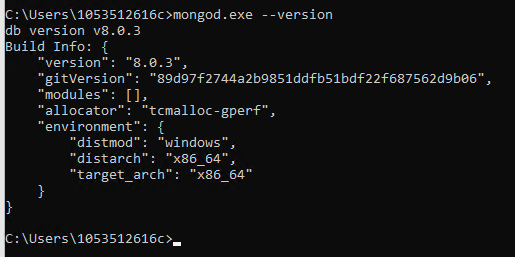 C:\Users\1053512616c>mongod.exe --version
db version v8.0.3
Build Info: {
    "version": "8.0.3",
    "gitVersion": "89d97f2744a2b9851ddfb51bdf22f687562d9b06",
    "modules": [],
    "allocator": "tcmalloc-gperf",
    "environment": {
        "distmod": "windows",
        "distarch": "x86_64",
        "target_arch": "x86_64"
    }
}
C:\Users\1053512616c>